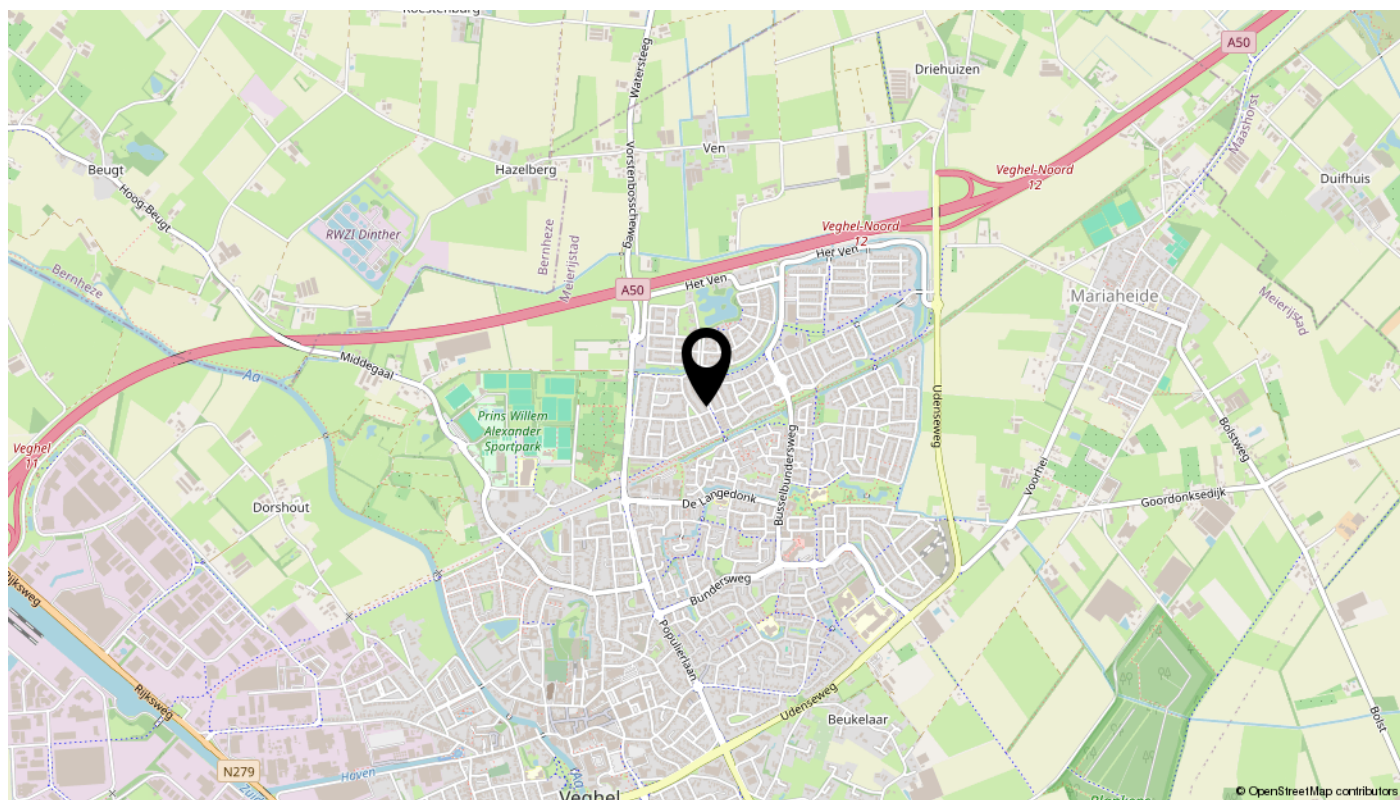 Watersteeg
A50
Driehuizen
Maashorst
Ven
Vorstenbosscheweg
Hazelberg
Beugt
Veghel-Noord
12
Duifhuis
Hoog-Beugt
RWZI Dinther
Bernheze
Meierijstad
Veghel-Noord
12
Het Ven
Bernheze
A50
Het Ven
Mariaheide
Meierijstad
Middegaal
Aa
Prins Willem
Alexander
Sportpark
Udenseweg
Bolstweg
Veghel
11
Busselbundersweg
Voorhei
De Langedonk
Goordonksedijk
Dorshout
Rijksweg
Bundersweg
Populierlaan
Rijksweg
Udenseweg
Beukelaar
Bolst
N279
Haven
Aa
Veghel
© OpenStreetMap contributors